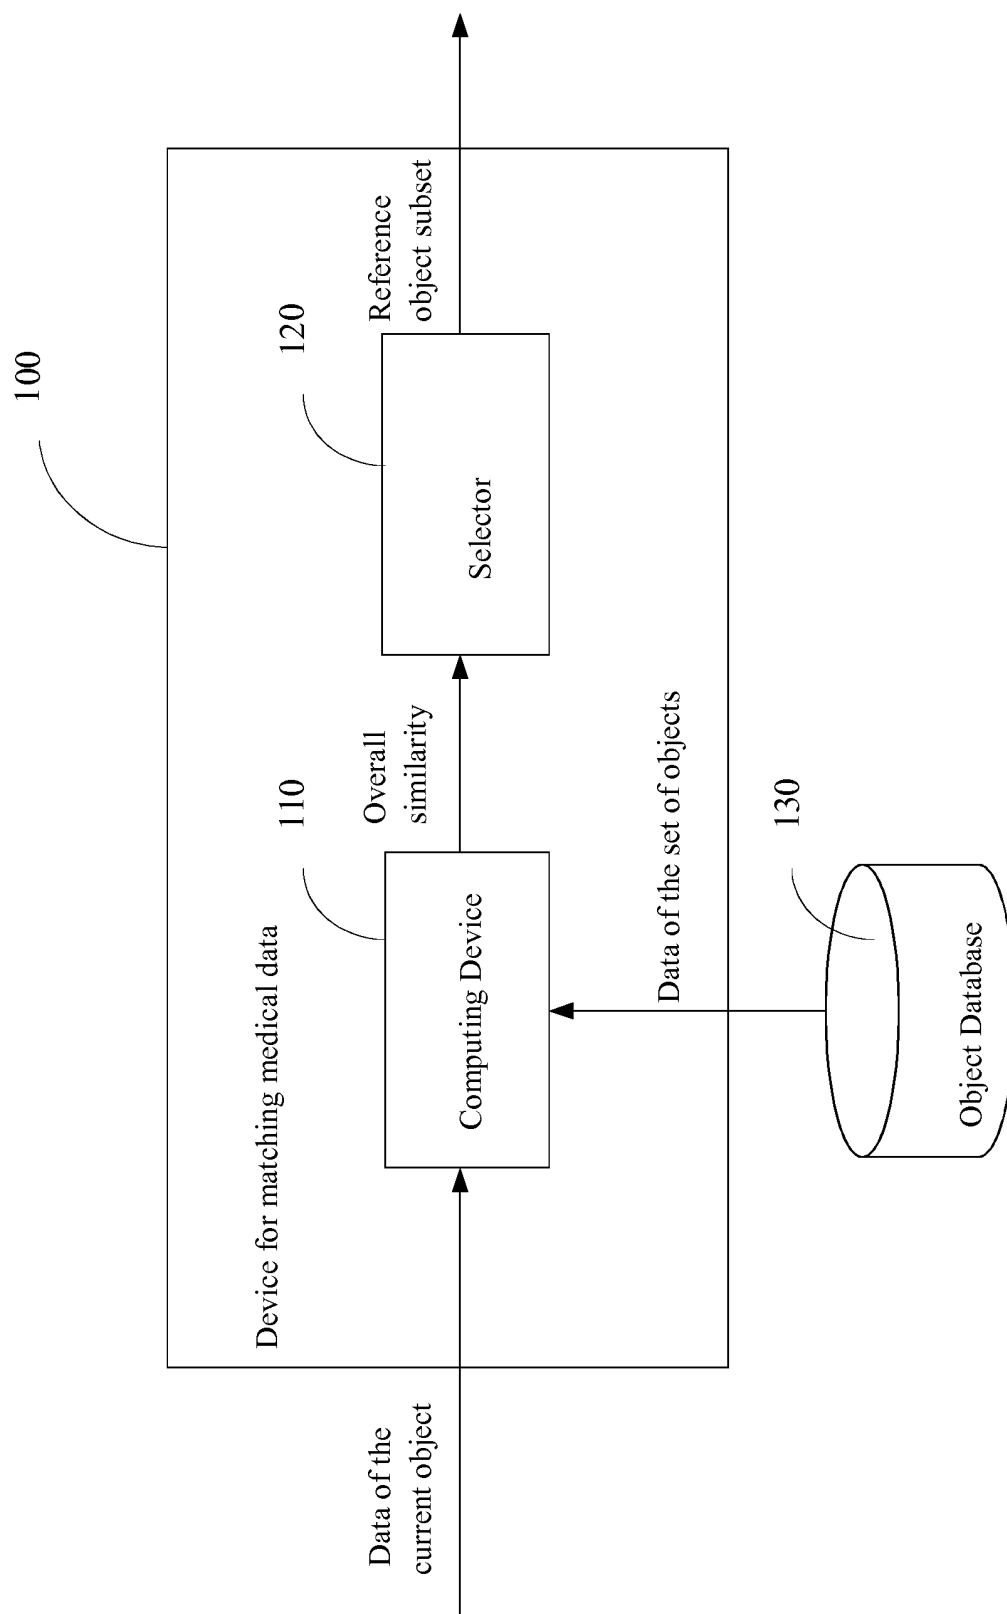 100
Device for matching medical data
110
120
Data of the
current object
Computing Device
Overall
similarity
Selector
Reference
object subset
Data of the set of objects
130
Object Database